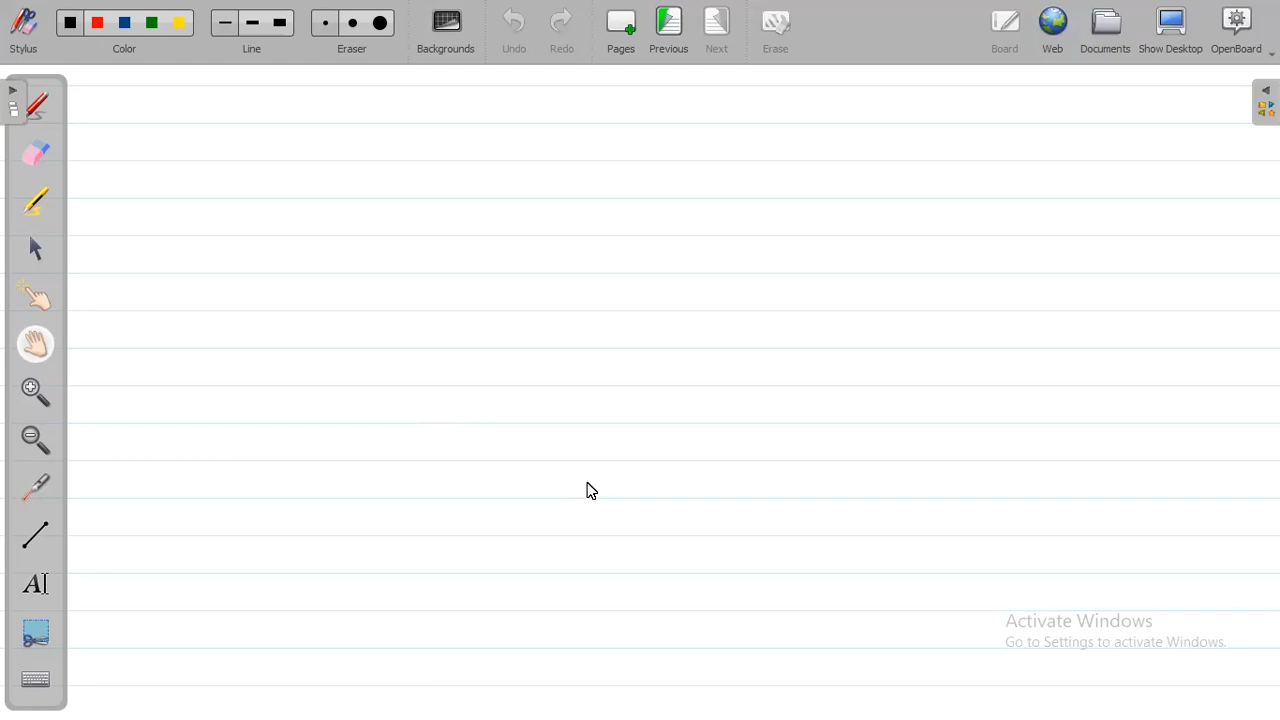 Stylus Color Line Eraser Backgrounds Undo Redo Pages Previous Next Erase Board Web Documents Show Desktop OpenBoard
A
Activate Windows
Go to Settings to activate Windows.